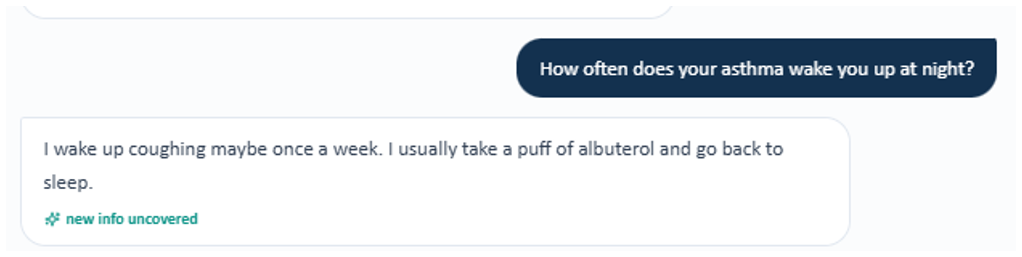 How often does your asthma wake you up at night?
I wake up coughing maybe once a week. I usually take a puff of albuterol and go back to
sleep.
new info uncovered